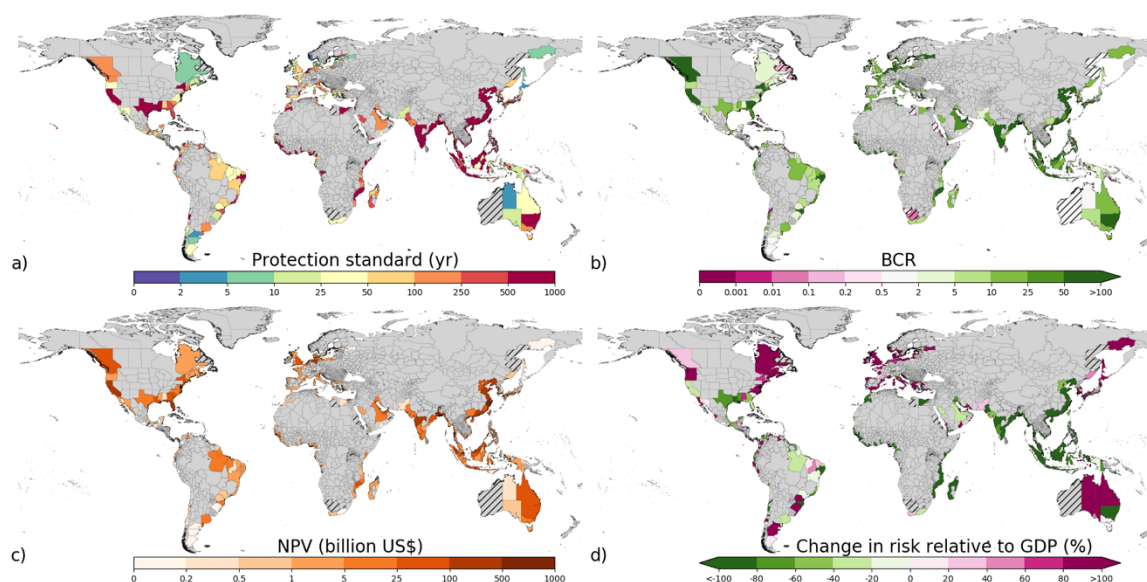 a)
Protection standard (yr)
0 2 5 10 25 50 100 200 500 1000
b)
BCR
0 0.001 0.01 0.1 0.2 0.5 2 5 10 25 50 >100
c)
NPV (billion US$)
0 0.2 0.5 1 5 25 100 500 1000
d)
Change in risk relative to GDP (%)
<-100 -80 -60 -40 -20 0 20 40 60 80 >100